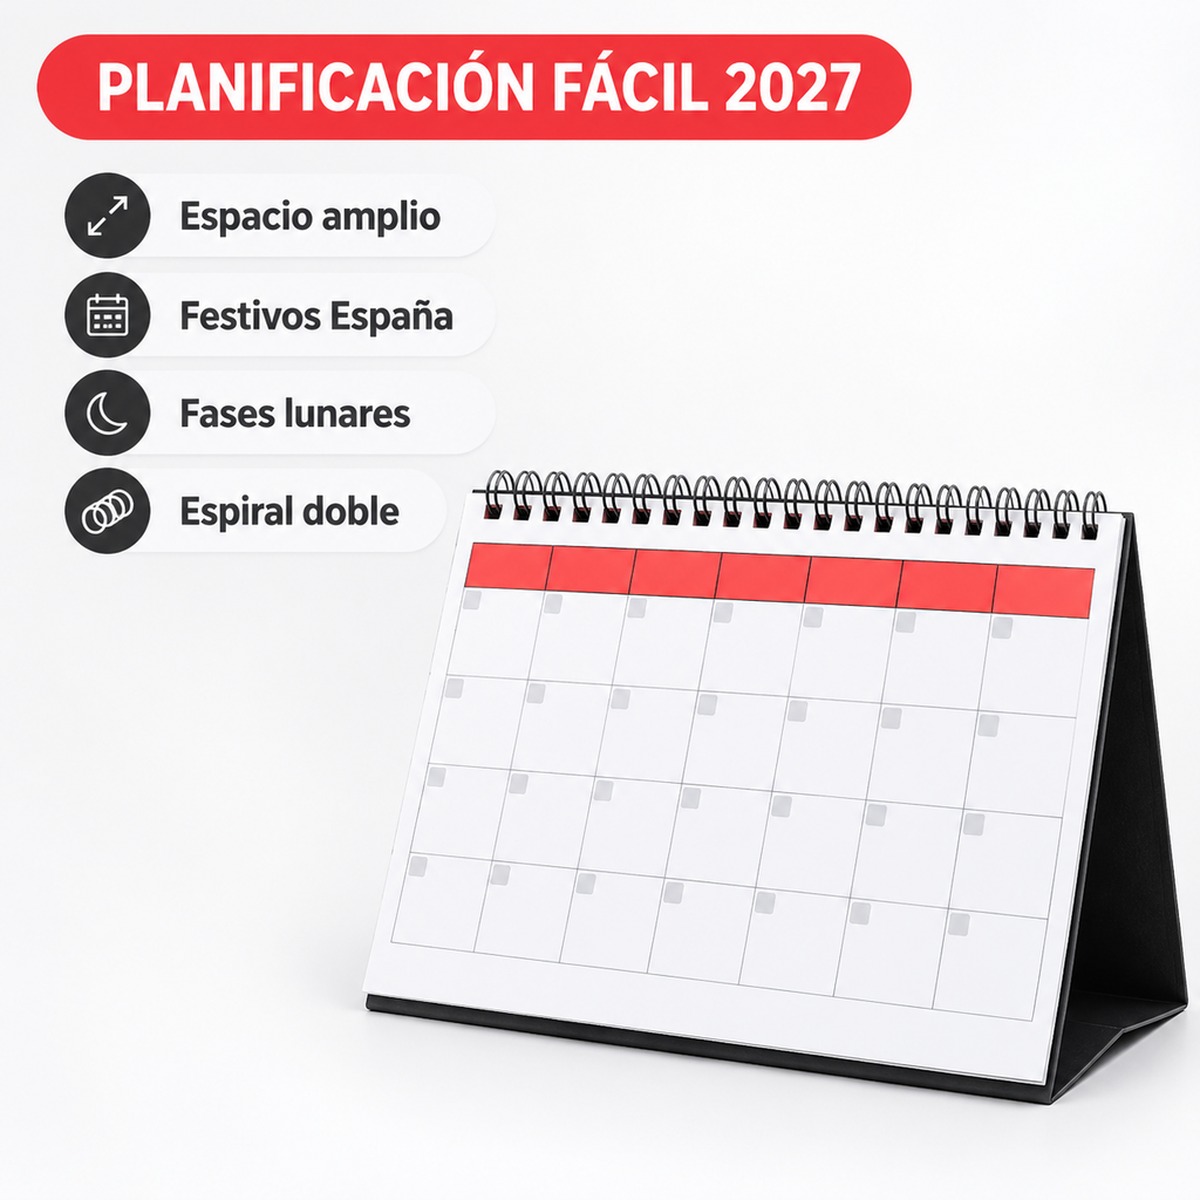 PLANIFICACIÓN FÁCIL 2027
Espacio amplio
Festivos España
Fases lunares
Espiral doble